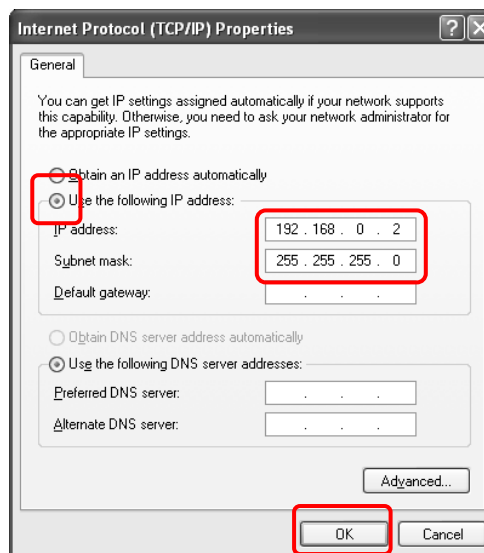 Internet Protocol (TCP/IP) Properties
General
You can get IP settings assigned automatically if your network supports
this capability. Otherwise, you need to ask your network administrator for
the appropriate IP settings.
Obtain an IP address automatically
Use the following IP address:
IP address: 192 . 168 . 0 . 2
Subnet mask: 255 . 255 . 255 . 0
Default gateway: . . .
Obtain DNS server address automatically
Use the following DNS server addresses:
Preferred DNS server: . . .
Alternate DNS server: . . .
Advanced...
OK Cancel